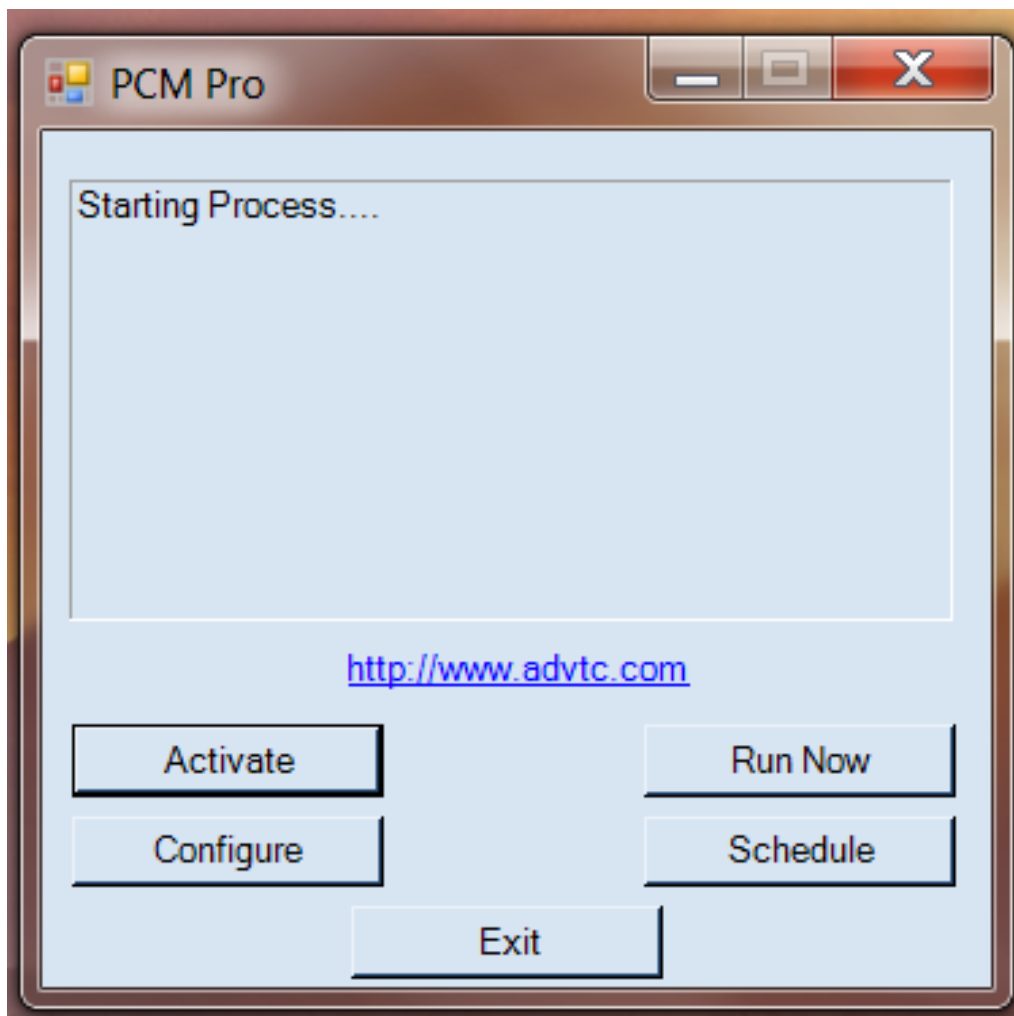 PCM Pro
Starting Process....
http://www.advtc.com
Activate
Run Now
Configure
Schedule
Exit